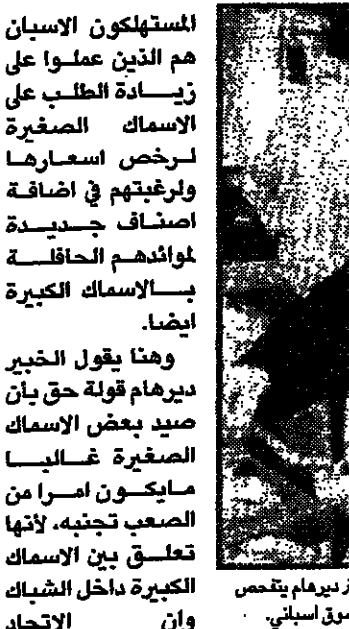 المستهلكون الاسبان
هم الذين عملوا على
زيادة الطلب على
الاسماك الصغيرة
لرخص اسعارها
ولرغبتهم في اضافة
اصناف جديدة
لموائدهم الحافلة
بالاسماك الكبيرة
ايضا.
وهنا يقول الخبير
ديرهام قولة حق بأن
صيد بعض الاسماك
الصغيرة غالبا
مايكون امرا من
الصعب تجنبه، لأنها
تعلق بين الاسماك
الكبيرة داخل الشباك
وان الاتحاد
ز ديرهام يتفحص
سوق اسباني.